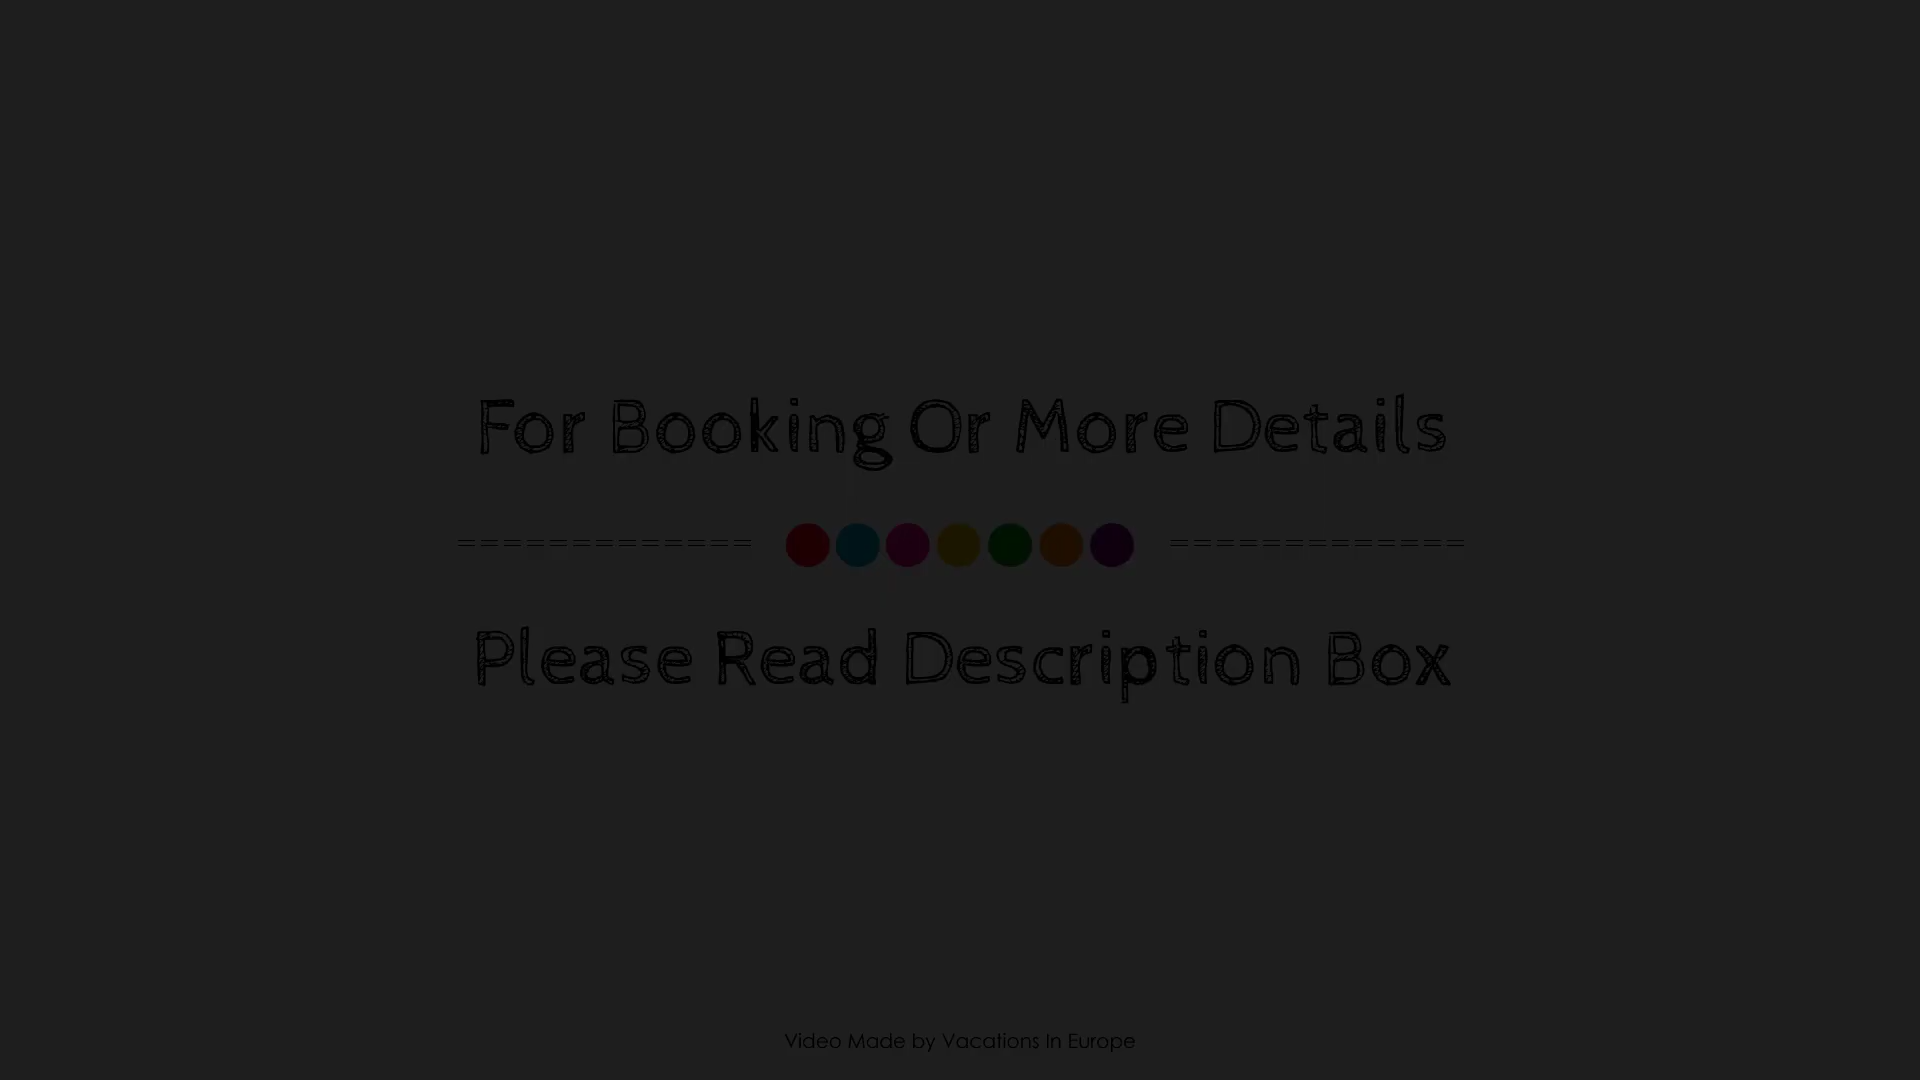 For Booking Or More Details
============= =============
Please Read Description Box
Video Made by Vacations In Europe